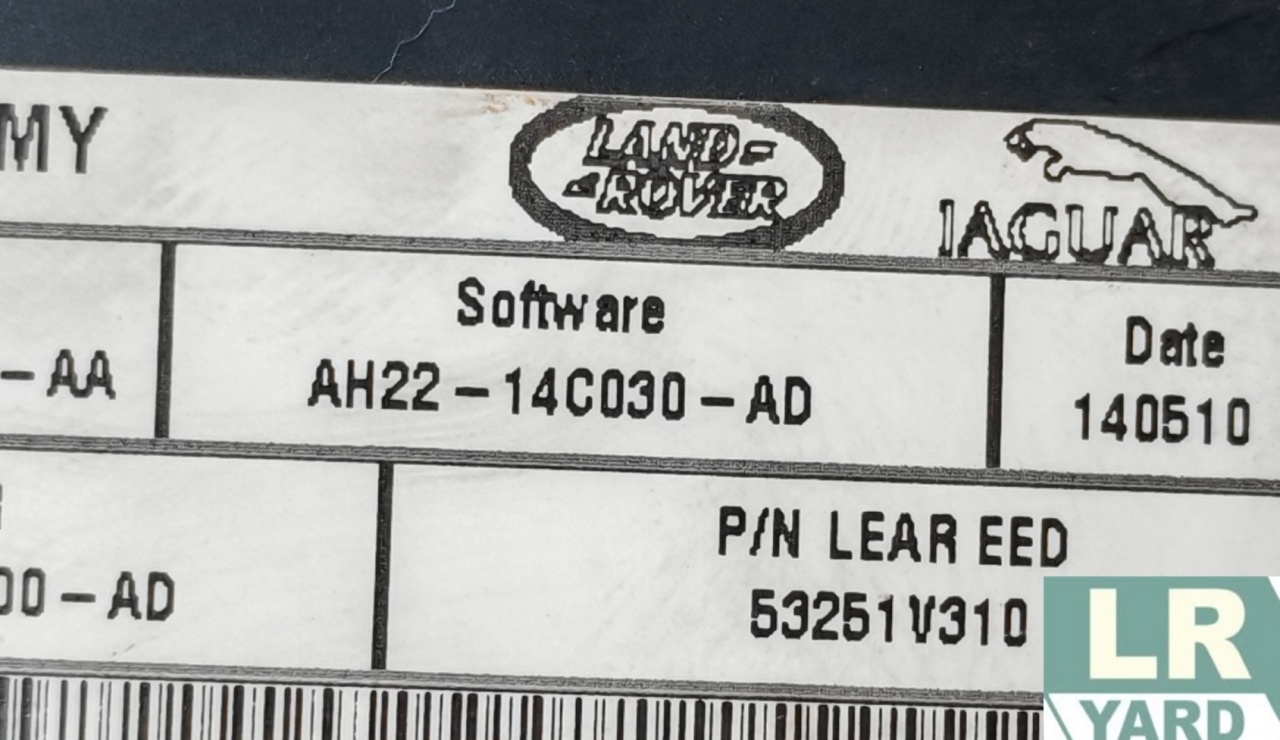 MY
LAND-
-ROVER
JAGUAR
Software
Date
-AA
AH22-14C030-AD
140510
P/N LEAR EED
00-AD
53251V310
LR
YARD